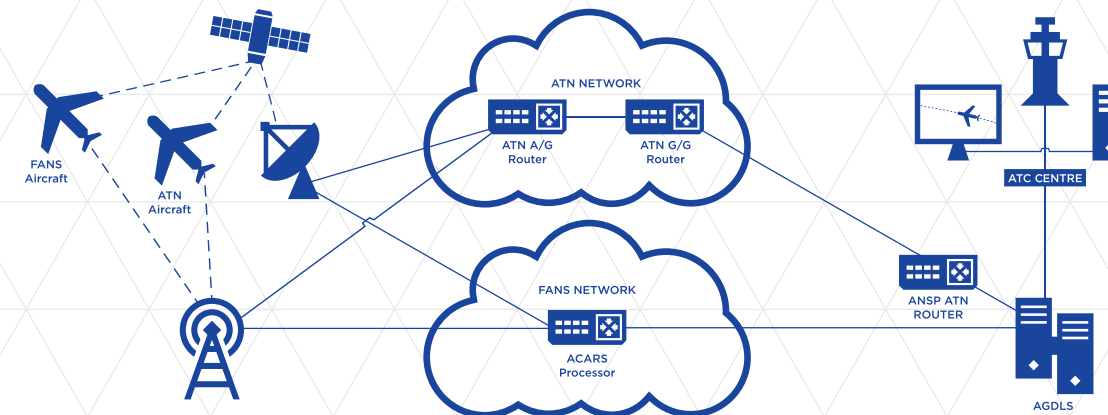 ATN NETWORK
ATN A/G
Router
ATN G/G
Router
FANS
Aircraft
ATN
Aircraft
ATC CENTRE
FANS NETWORK
ANSP ATN
ROUTER
ACARS
Processor
AGDLS